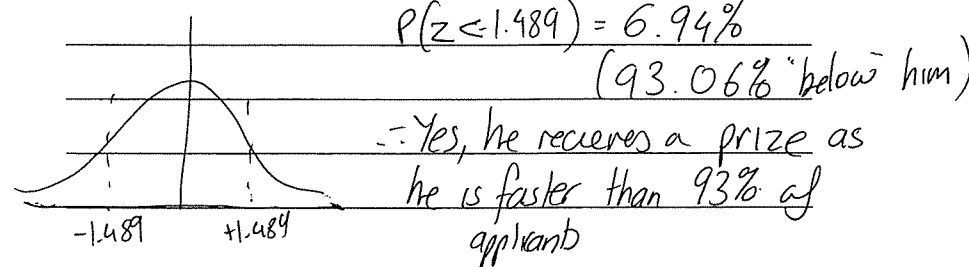 P(z<-1.489) = 6.94%
(93.06% "below" him)
∴ Yes, he recieves a prize as
he is faster than 93% of
applicants
-1.489 +1.489